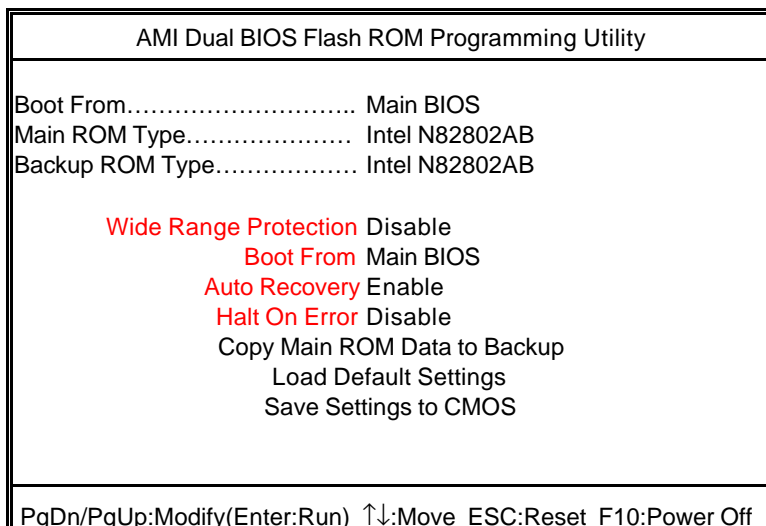 AMI Dual BIOS Flash ROM Programming Utility
Boot From……………………….. Main BIOS
Main ROM Type………………… Intel N82802AB
Backup ROM Type……………… Intel N82802AB
Wide Range Protection Disable
Boot From Main BIOS
Auto Recovery Enable
Halt On Error Disable
Copy Main ROM Data to Backup
Load Default Settings
Save Settings to CMOS
PgDn/PgUp:Modify(Enter:Run) ↑↓:Move ESC:Reset F10:Power Off